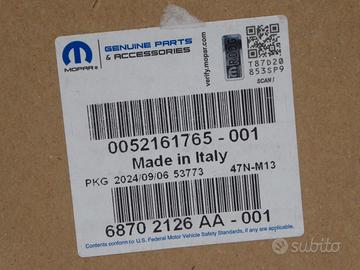 MOPAR®
GENUINE PARTS
& ACCESSORIES
verify.mopar.com
MOPAR
T87D20
853SP9
SCAN !
0052161765 -001
Made in Italy
PKG 2024/09/06 53773 47N-M13
6870 2126 AA -001
Contents conform to U.S. Federal Motor Vehicle Safety Standards, if any are applicable.
subito